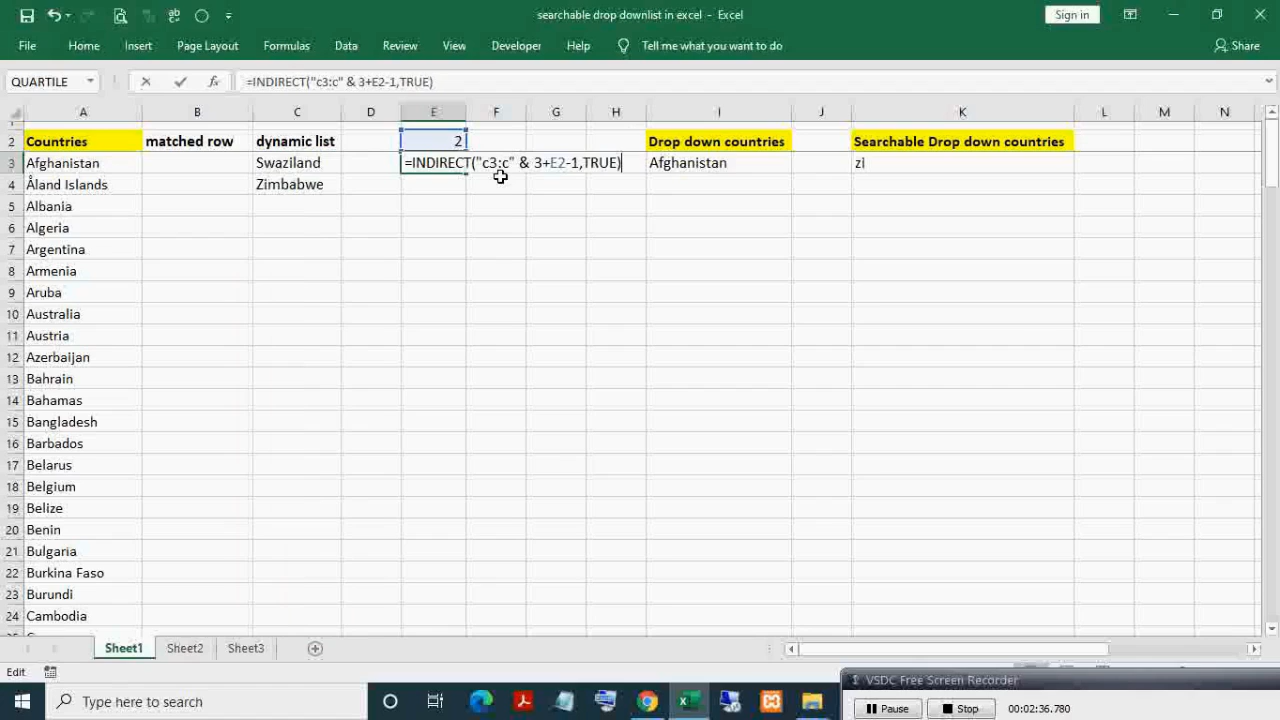 searchable drop downlist in excel - Excel
Sign in
File Home Insert Page Layout Formulas Data Review View Developer Help Tell me what you want to do Share
QUARTILE =INDIRECT("c3:c" & 3+E2-1,TRUE)
A B C D E F G H I J K L M N
2 Countries matched row dynamic list 2 Drop down countries Searchable Drop down countries
3 Afghanistan Swaziland =INDIRECT("c3:c" & 3+E2-1,TRUE) Afghanistan zi
4 Åland Islands Zimbabwe
5 Albania
6 Algeria
7 Argentina
8 Armenia
9 Aruba
10 Australia
11 Austria
12 Azerbaijan
13 Bahrain
14 Bahamas
15 Bangladesh
16 Barbados
17 Belarus
18 Belgium
19 Belize
20 Benin
21 Bulgaria
22 Burkina Faso
23 Burundi
24 Cambodia
Sheet1 Sheet2 Sheet3
Edit
VSDC Free Screen Recorder
Type here to search
Pause Stop 00:02:36.780